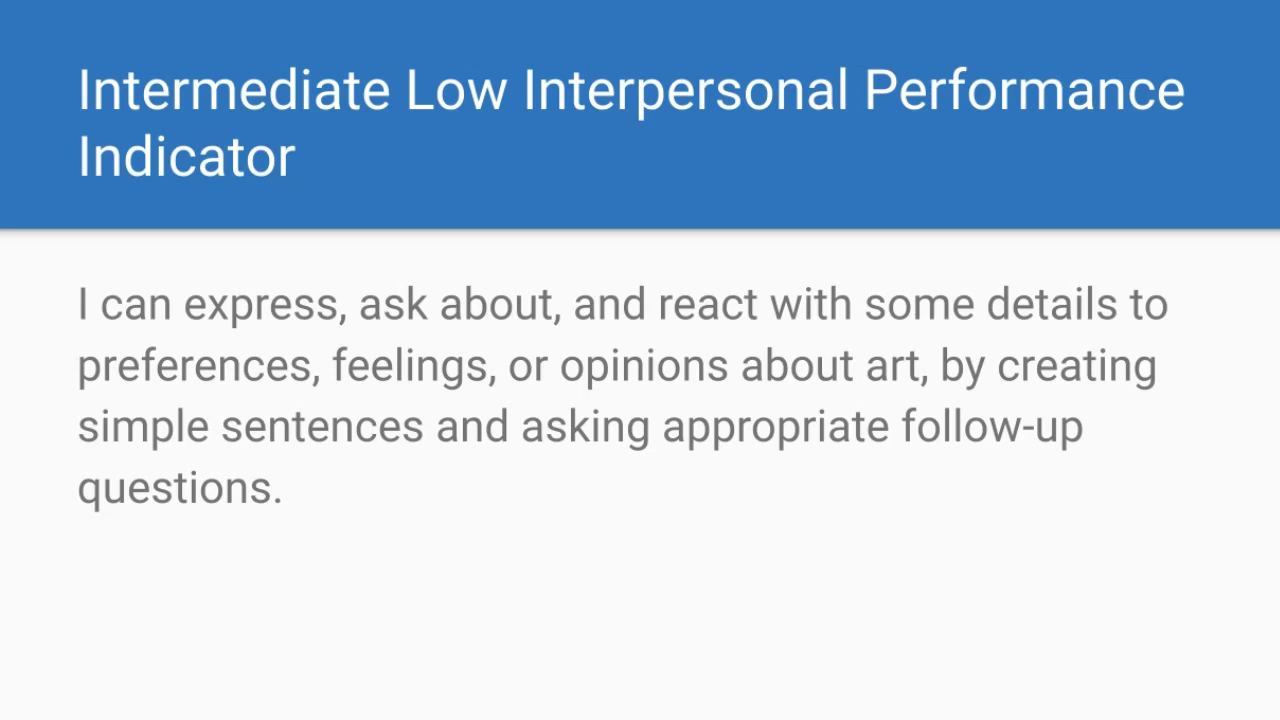 Intermediate Low Interpersonal Performance
Indicator
I can express, ask about, and react with some details to
preferences, feelings, or opinions about art, by creating
simple sentences and asking appropriate follow-up
questions.